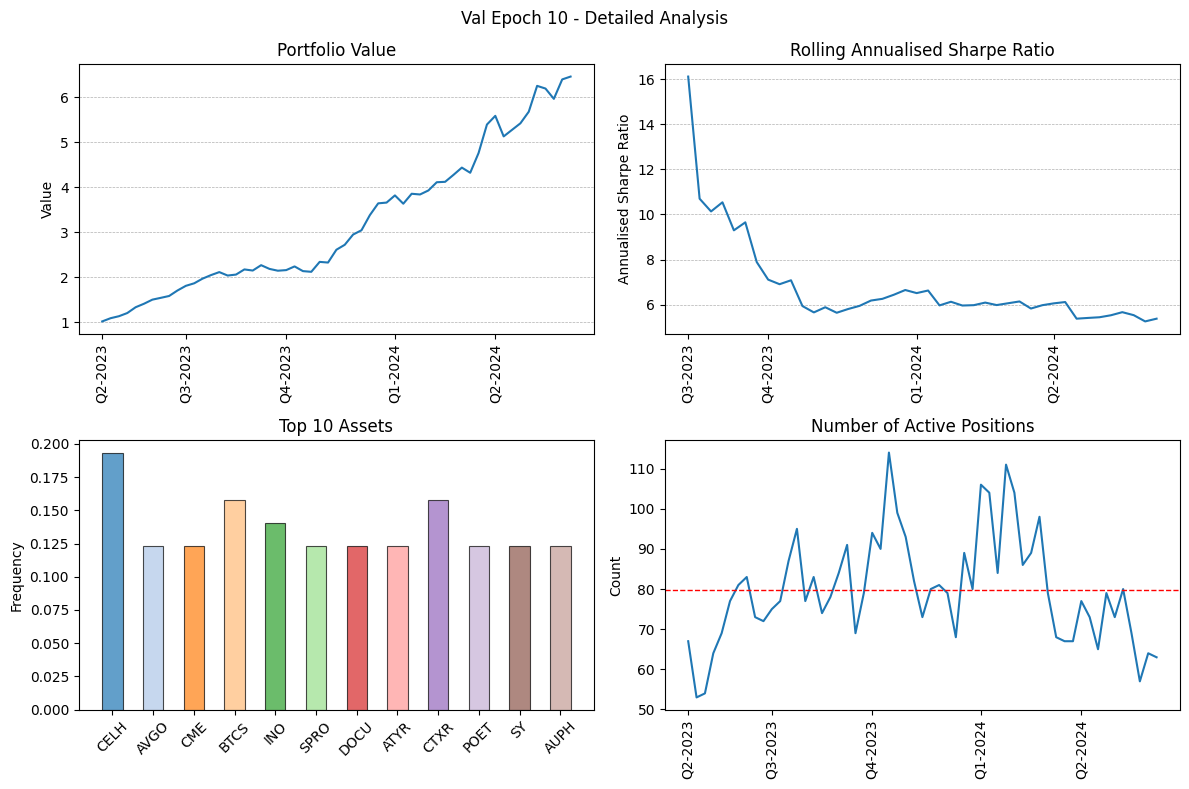 Val Epoch 10 - Detailed Analysis
Portfolio Value
Value
6
5
4
3
2
1
Q2-2023
Q3-2023
Q4-2023
Q1-2024
Q2-2024
Rolling Annualised Sharpe Ratio
Annualised Sharpe Ratio
16
14
12
10
8
6
Q3-2023
Q4-2023
Q1-2024
Q2-2024
Top 10 Assets
Frequency
0.200
0.175
0.150
0.125
0.100
0.075
0.050
0.025
0.000
CELH
AVGO
CME
BTCS
INO
SPRO
DOCU
ATYR
CTXR
POET
SY
AUPH
Number of Active Positions
Count
110
100
90
80
70
60
50
Q2-2023
Q3-2023
Q4-2023
Q1-2024
Q2-2024